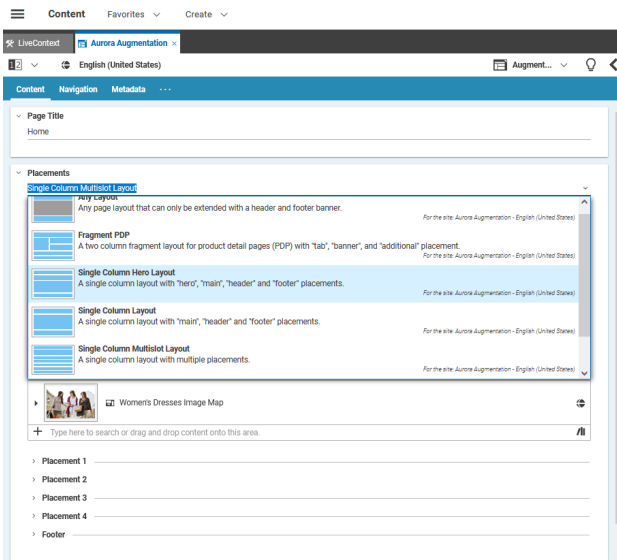 Content Favorites Create
LiveContext Aurora Augmentation ×
1 2 English (United States) Augment...
Content Navigation Metadata ...
Page Title
Home
Placements
Single Column Multislot Layout
Any Layout
Any page layout that can only be extended with a header and footer banner.
For the site: Aurora Augmentation - English (United States)
Fragment PDP
A two column fragment layout for product detail pages (PDP) with "tab", "banner", and "additional" placement.
For the site: Aurora Augmentation - English (United States)
Single Column Hero Layout
A single column layout with "hero", "main", "header" and "footer" placements.
For the site: Aurora Augmentation - English (United States)
Single Column Layout
A single column layout with "main", "header" and "footer" placements.
For the site: Aurora Augmentation - English (United States)
Single Column Multislot Layout
A single column layout with multiple placements.
For the site: Aurora Augmentation - English (United States)
Women's Dresses Image Map
Type here to search or drag and drop content onto this area.
Placement 1
Placement 2
Placement 3
Placement 4
Footer